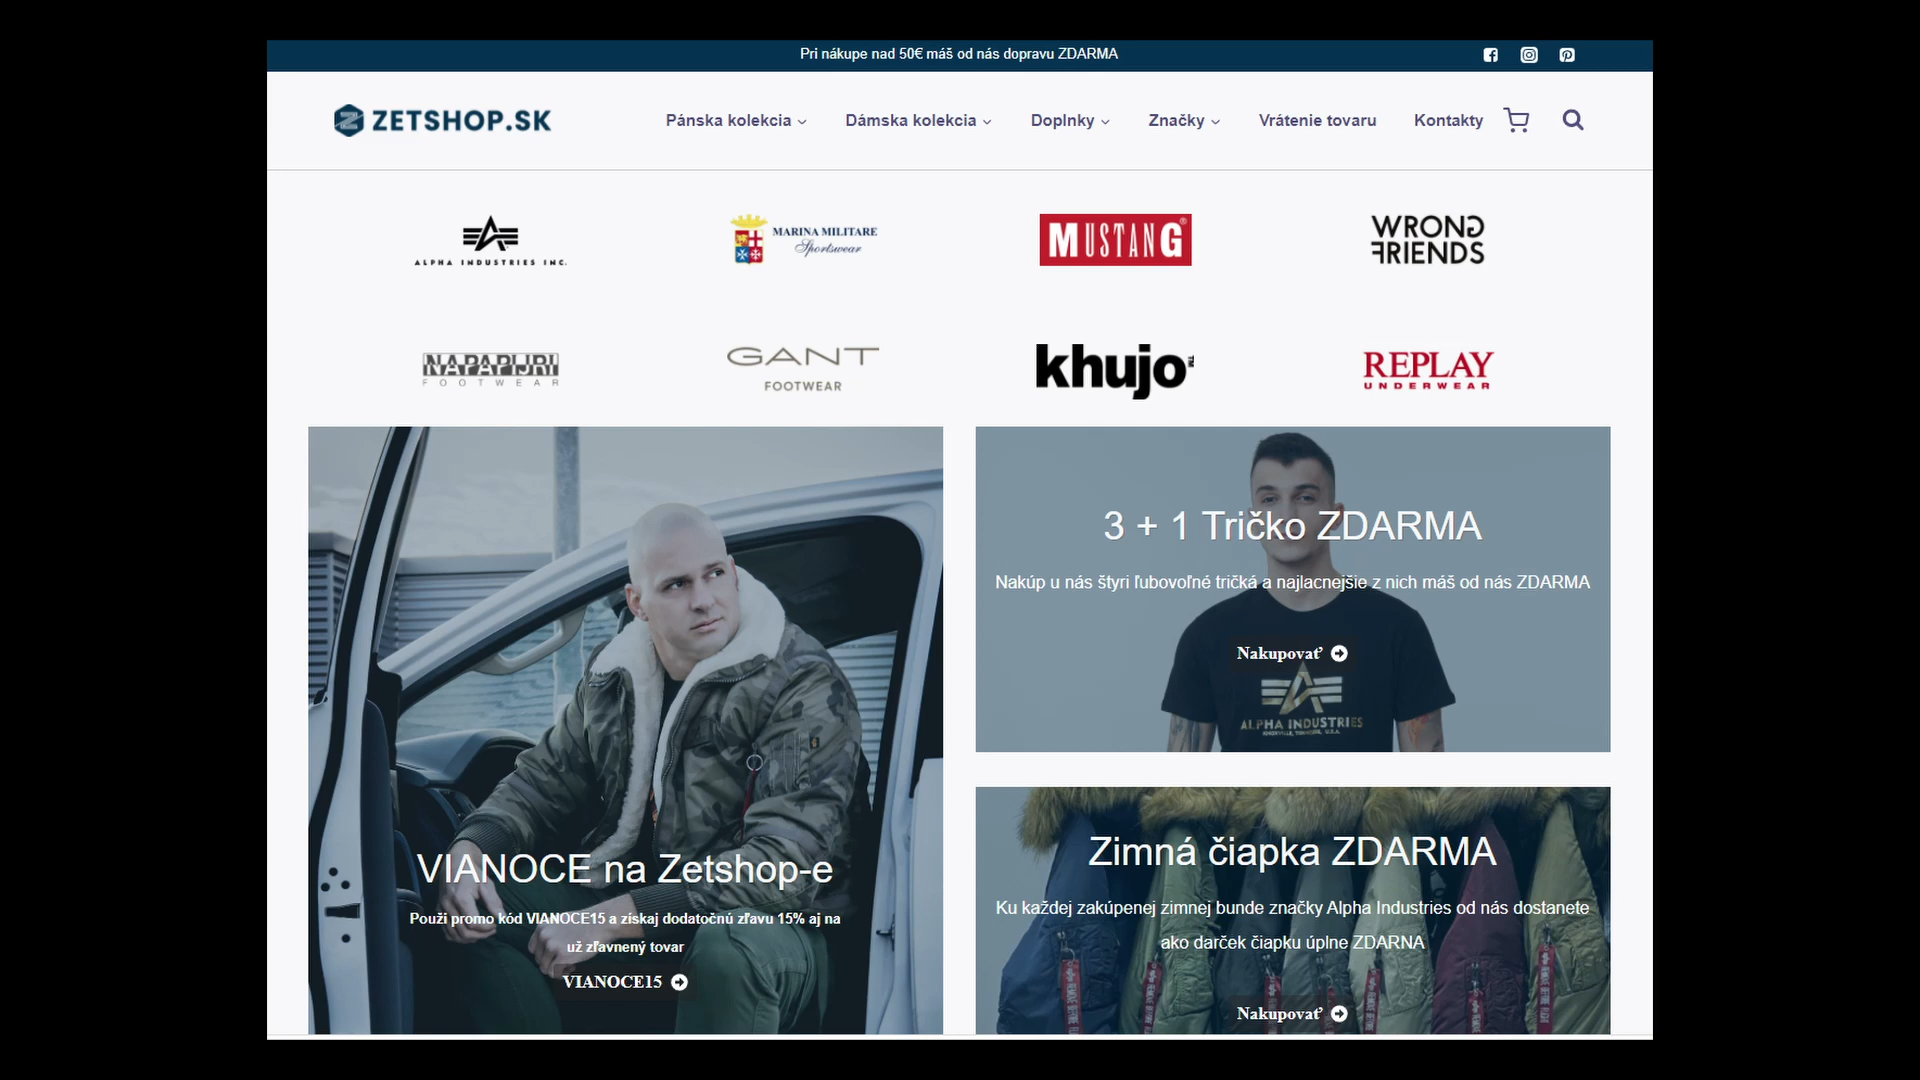 Pri nákupe nad 50€ máš od nás dopravu ZDARMA
ZETSHOP.SK
Pánska kolekcia
Dámska kolekcia
Doplnky
Značky
Vrátenie tovaru
Kontakty
ALPHA INDUSTRIES INC.
MARINA MILITARE
Sportswear
MUSTANG®
WRONG
FRIENDS
NAPAPIJRI
FOOTWEAR
GANT
FOOTWEAR
khujo
REPLAY
UNDERWEAR
VIANOCE na Zetshop-e
Použi promo kód VIANOCE15 a získaj dodatočnú zľavu 15% aj na
už zľavnený tovar
VIANOCE15
3 + 1 Tričko ZDARMA
Nakúp u nás štyri ľubovoľné tričká a najlacnejšie z nich máš od nás ZDARMA
Nakupovať
ALPHA INDUSTRIES
KNOXVILLE, TENNESSEE, U.S.A.
Zimná čiapka ZDARMA
Ku každej zakúpenej zimnej bunde značky Alpha Industries od nás dostanete
ako darček čiapku úplne ZDARNA
Nakupovať